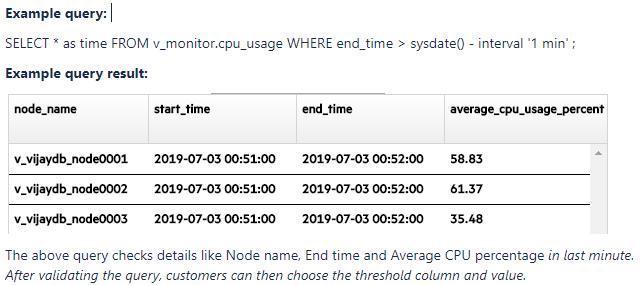 Example query:
SELECT * as time FROM v_monitor.cpu_usage WHERE end_time > sysdate() - interval '1 min' ;
Example query result:
node_name start_time end_time average_cpu_usage_percent
v_vijaydb_node0001 2019-07-03 00:51:00 2019-07-03 00:52:00 58.83
v_vijaydb_node0002 2019-07-03 00:51:00 2019-07-03 00:52:00 61.37
v_vijaydb_node0003 2019-07-03 00:51:00 2019-07-03 00:52:00 35.48
The above query checks details like Node name, End time and Average CPU percentage in last minute.
After validating the query, customers can then choose the threshold column and value.